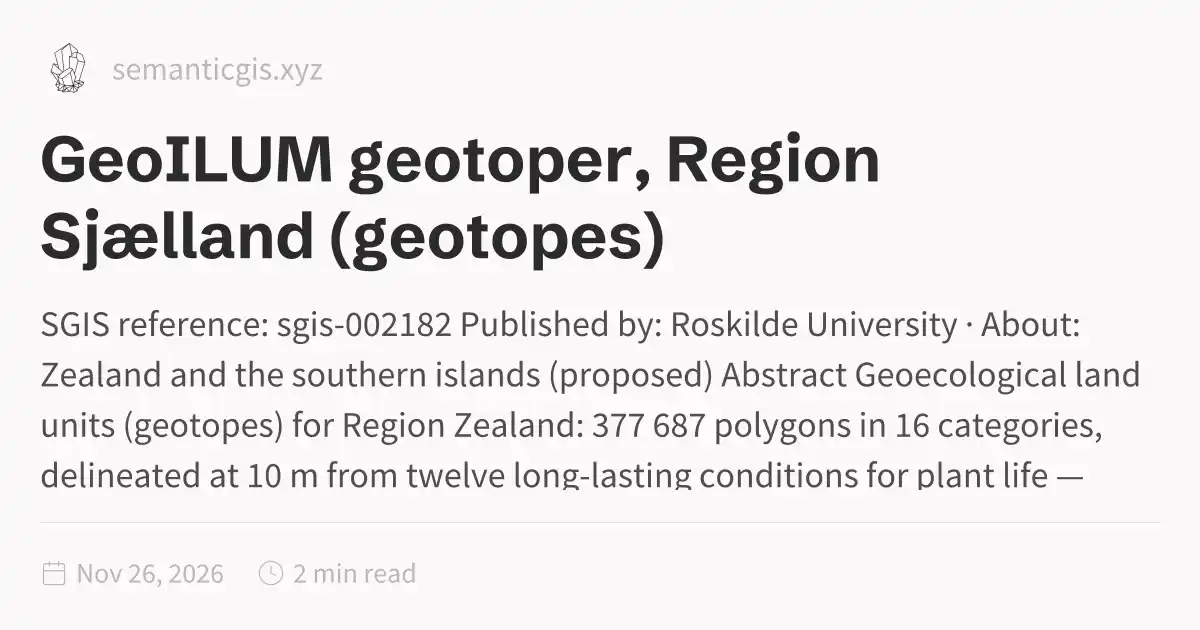 semanticgis.xyz
GeoILUM geotoper, Region
Sjælland (geotopes)
SGIS reference: sgis-002182 Published by: Roskilde University · About:
Zealand and the southern islands (proposed) Abstract Geoecological land
units (geotopes) for Region Zealand: 377 687 polygons in 16 categories,
delineated at 10 m from twelve long-lasting conditions for plant life —
Nov 26, 2026
2 min read